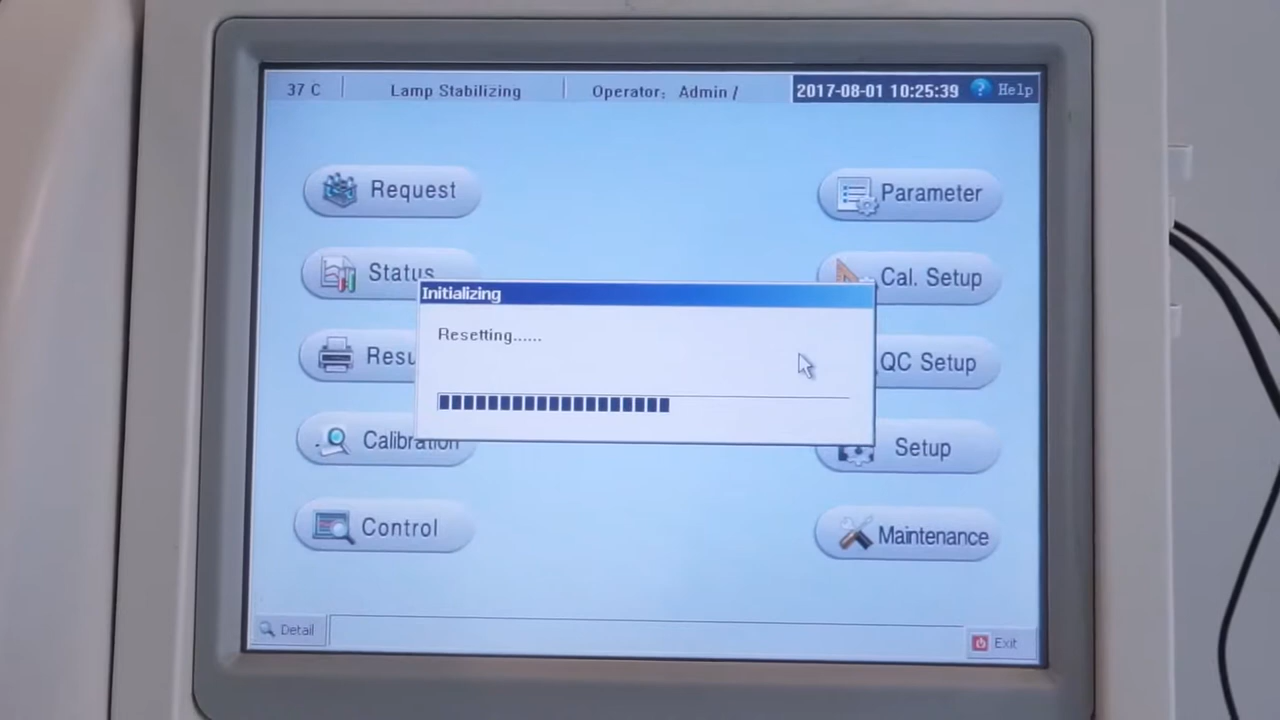 37 C
Lamp Stabilizing
Operator: Admin /
2017-08-01 10:25:39
Help
Request
Parameter
Status
Cal. Setup
Initializing
Resetting......
Resu
QC Setup
Calibration
Setup
Control
Maintenance
Detail
Exit